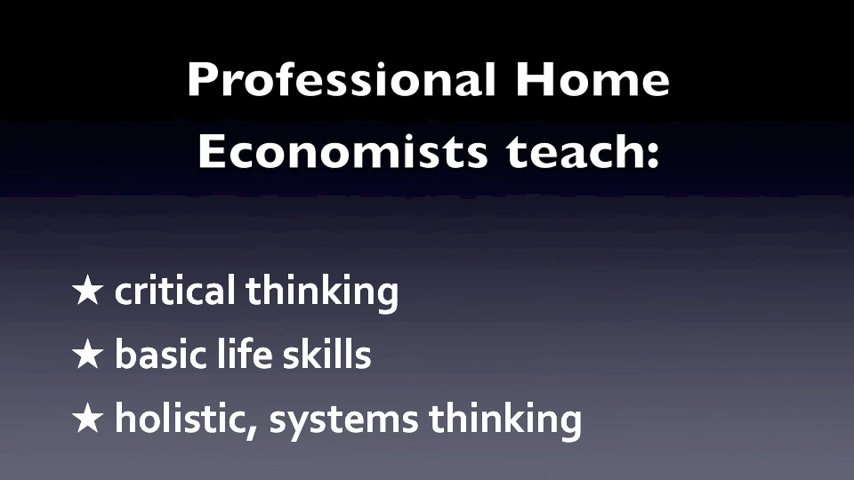 Professional Home
Economists teach:
★ critical thinking
★ basic life skills
★ holistic, systems thinking